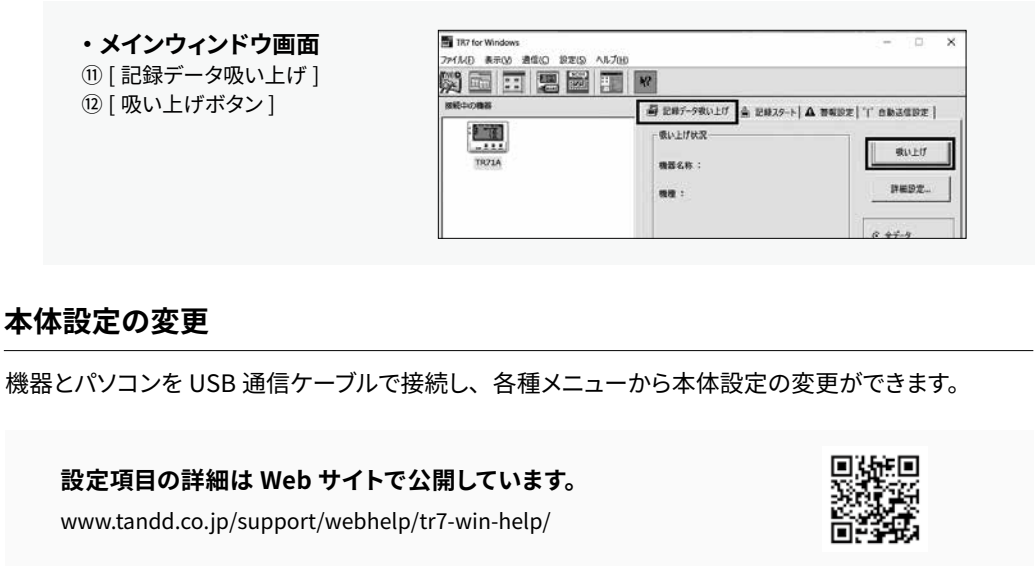 ・メインウィンドウ画面
⑪ [ 記録データ吸い上げ ]
⑫ [ 吸い上げボタン ]
TR7 for Windows
ファイル(F) 表示(V) 通信(C) 設定(S) ヘルプ(H)
接続中の機器
TR71A
記録データ吸い上げ 記録スタート 警報設定 自動送信設定
吸い上げ状況
機器名称 :
機種 :
吸い上げ
詳細設定...
全データ
本体設定の変更
機器とパソコンを USB 通信ケーブルで接続し、各種メニューから本体設定の変更ができます。
設定項目の詳細は Web サイトで公開しています。
www.tandd.co.jp/support/webhelp/tr7-win-help/